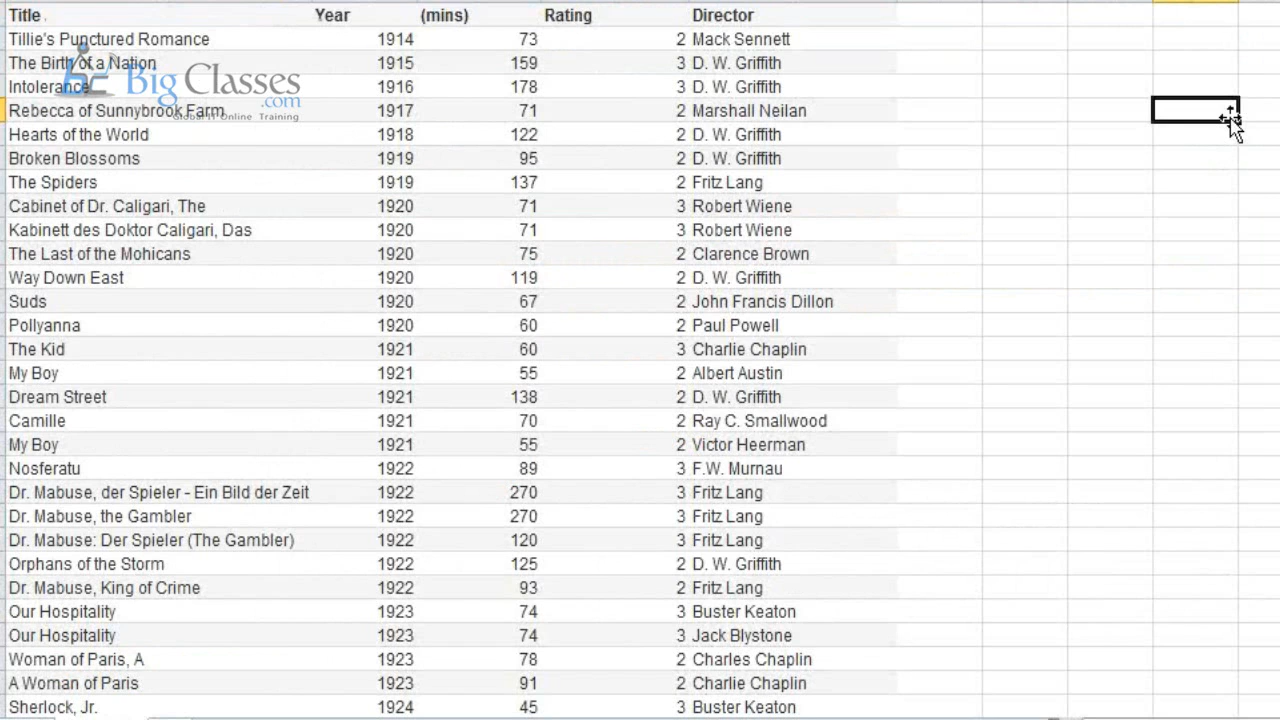 Title Year (mins) Rating Director
Tillie's Punctured Romance 1914 73 2 Mack Sennett
The Birth of a Nation 1915 159 3 D. W. Griffith
BigClasses
Intolerance 1916 178 3 D. W. Griffith
.com
Rebecca of Sunnybrook Farm 1917 71 2 Marshall Neilan
Global IT Online Training
Hearts of the World 1918 122 2 D. W. Griffith
Broken Blossoms 1919 95 2 D. W. Griffith
The Spiders 1919 137 2 Fritz Lang
Cabinet of Dr. Caligari, The 1920 71 3 Robert Wiene
Kabinett des Doktor Caligari, Das 1920 71 3 Robert Wiene
The Last of the Mohicans 1920 75 2 Clarence Brown
Way Down East 1920 119 2 D. W. Griffith
Suds 1920 67 2 John Francis Dillon
Pollyanna 1920 60 2 Paul Powell
The Kid 1921 60 3 Charlie Chaplin
My Boy 1921 55 2 Albert Austin
Dream Street 1921 138 2 D. W. Griffith
Camille 1921 70 2 Ray C. Smallwood
My Boy 1921 55 2 Victor Heerman
Nosferatu 1922 89 3 F.W. Murnau
Dr. Mabuse, der Spieler - Ein Bild der Zeit 1922 270 3 Fritz Lang
Dr. Mabuse, the Gambler 1922 270 3 Fritz Lang
Dr. Mabuse: Der Spieler (The Gambler) 1922 120 3 Fritz Lang
Orphans of the Storm 1922 125 2 D. W. Griffith
Dr. Mabuse, King of Crime 1922 93 2 Fritz Lang
Our Hospitality 1923 74 3 Buster Keaton
Our Hospitality 1923 74 3 Jack Blystone
Woman of Paris, A 1923 78 2 Charles Chaplin
A Woman of Paris 1923 91 2 Charlie Chaplin
Sherlock, Jr. 1924 45 3 Buster Keaton